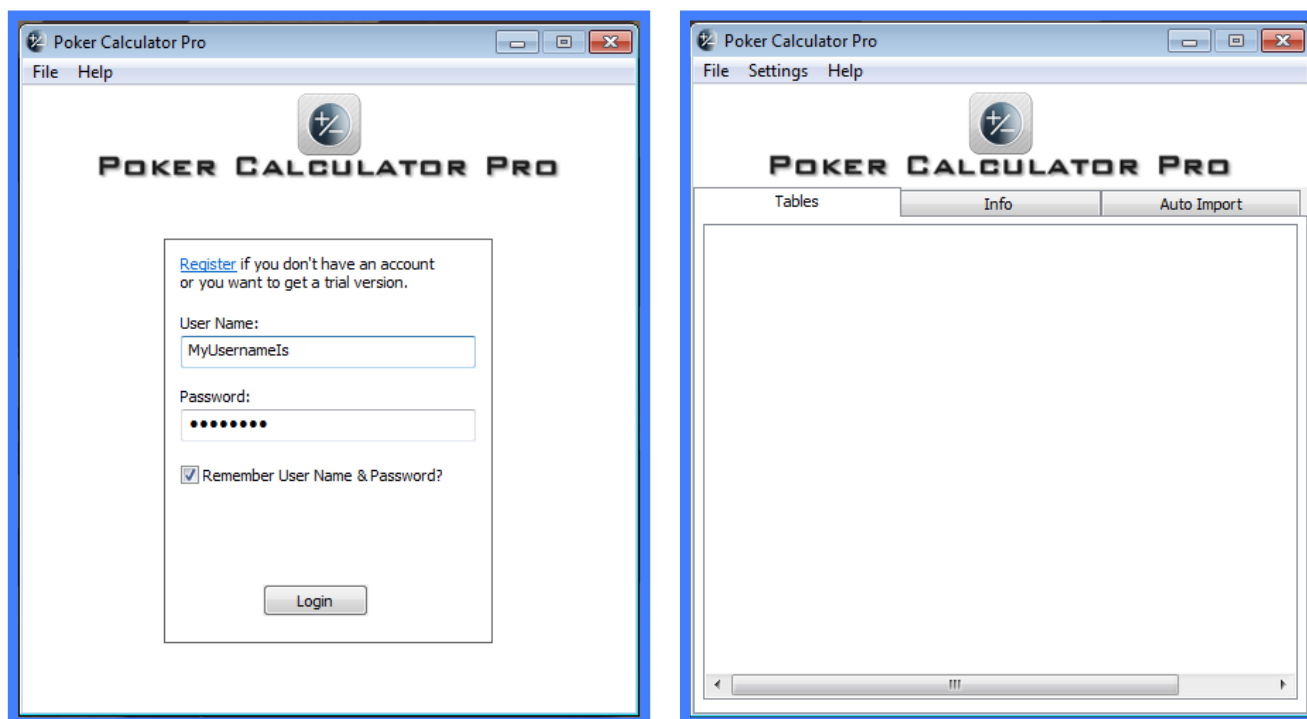 Poker Calculator Pro
File Help
POKER CALCULATOR PRO
Register if you don't have an account
or you want to get a trial version.
User Name:
MyUsernameIs
Password:
••••••••
Remember User Name & Password?
Login
Poker Calculator Pro
File Settings Help
POKER CALCULATOR PRO
Tables Info Auto Import